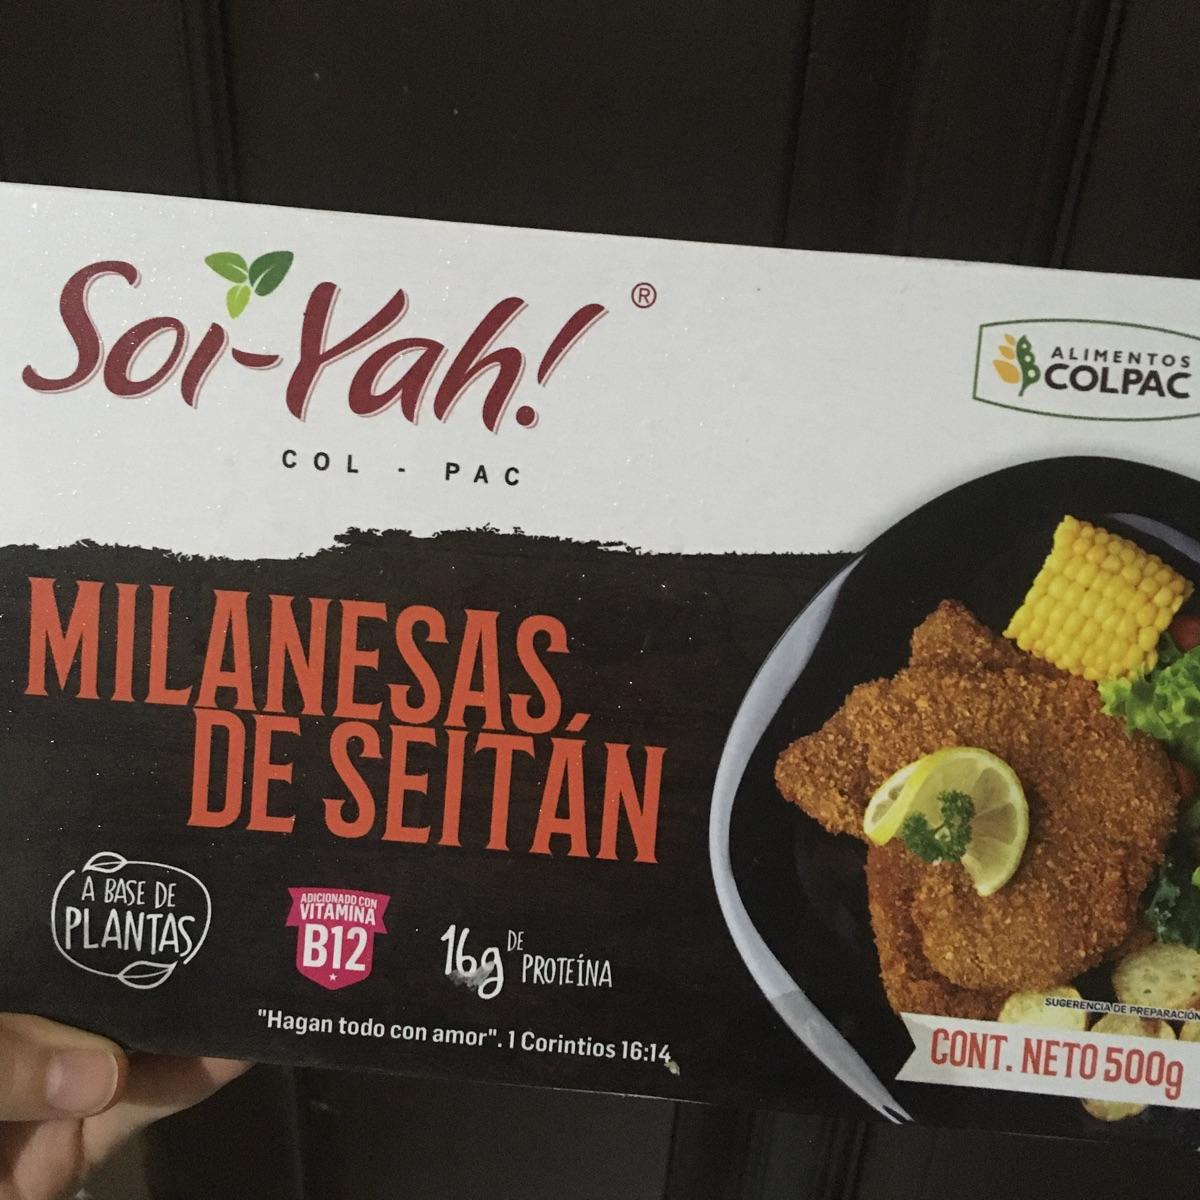 Soi-Yah!®
COL - PAC
ALIMENTOS
COLPAC
MILANESAS
DE SEITÁN
A BASE DE
PLANTAS
ADICIONADO CON
VITAMINA
B12
16g DE
PROTEÍNA
"Hagan todo con amor". 1 Corintios 16:14
SUGERENCIA DE PREPARACIÓN
CONT. NETO 500g